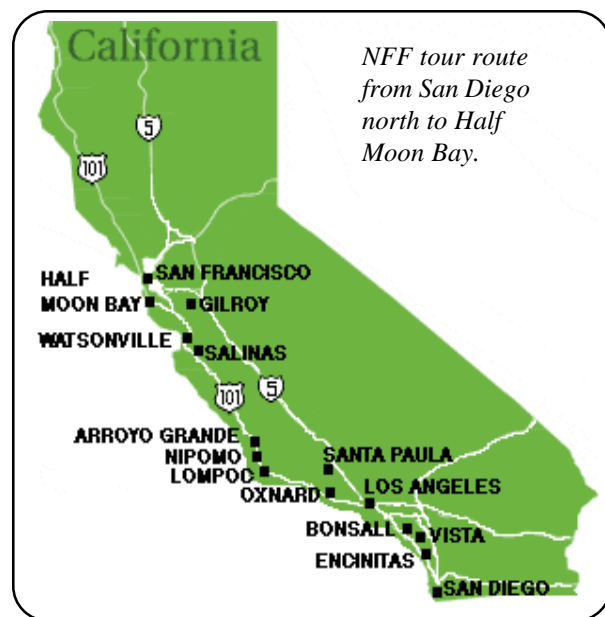 California
NFF tour route
from San Diego
north to Half
Moon Bay.
5
101
HALF
MOON BAY
SAN FRANCISCO
GILROY
WATSONVILLE
SALINAS
5
101
ARROYO GRANDE
NIPOMO
LOMPOC
SANTA PAULA
OXNARD
LOS ANGELES
BONSALL
VISTA
ENCINITAS
SAN DIEGO